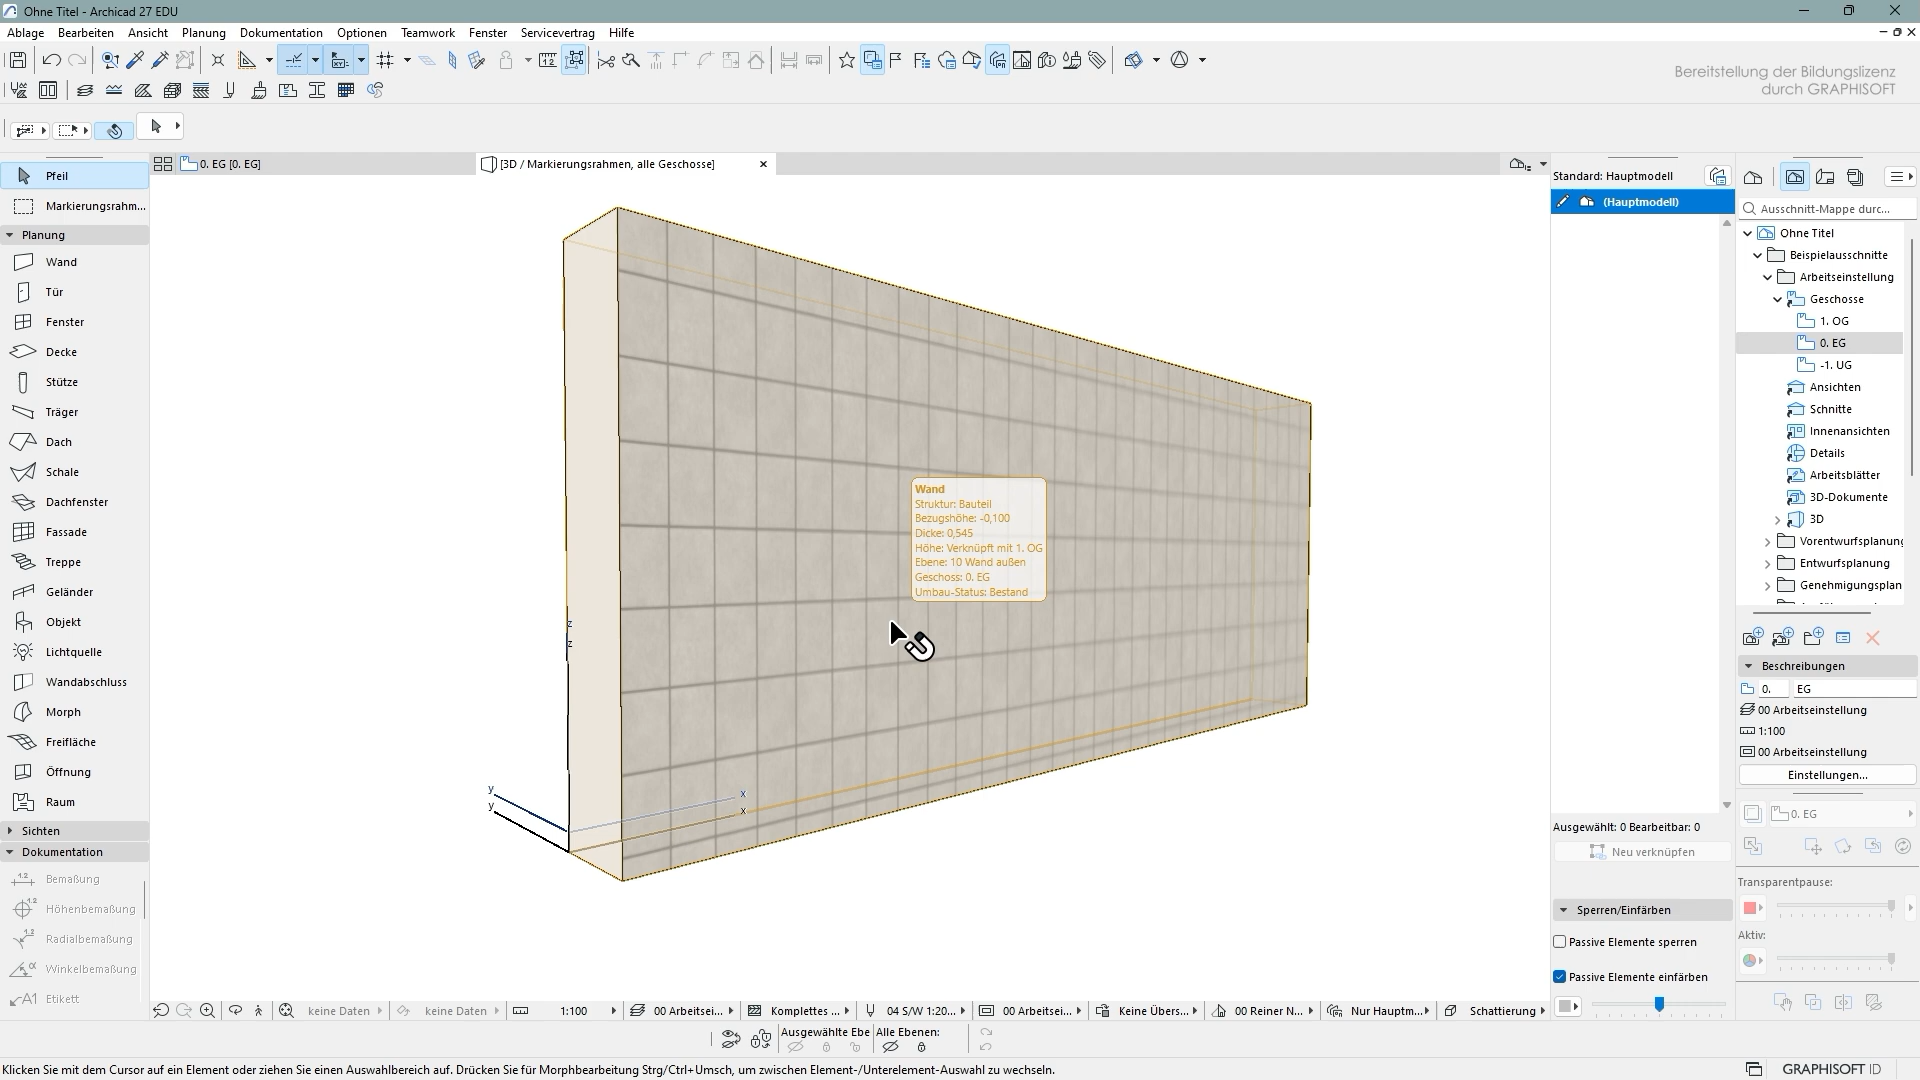 Ohne Titel - Archicad 27 EDU
Ablage Bearbeiten Ansicht Planung Dokumentation Optionen Teamwork Fenster Servicevertrag Hilfe
Bereitstellung der Bildungslizenz
durch GRAPHISOFT
0. EG [0. EG]
[3D / Markierungsrahmen, alle Geschosse]
Pfeil
Markierungsrahm...
Planung
Wand
Tür
Fenster
Decke
Stütze
Träger
Dach
Schale
Dachfenster
Fassade
Treppe
Geländer
Objekt
Lichtquelle
Wandabschluss
Morph
Freifläche
Öffnung
Raum
Sichten
Dokumentation
Bemaßung
Höhenbemaßung
Radialbemaßung
Winkelbemaßung
Etikett
Wand
Struktur: Bauteil
Bezugshöhe: -0,100
Dicke: 0,545
Höhe: Verknüpft mit 1. OG
Ebene: 10 Wand außen
Geschoss: 0. EG
Umbau-Status: Bestand
z
z
y
y
x
x
Standard: Hauptmodell
(Hauptmodell)
Ausgewählt: 0 Bearbeitbar: 0
Neu verknüpfen
Sperren/Einfärben
Passive Elemente sperren
Passive Elemente einfärben
Ausschnitt-Mappe durc...
Ohne Titel
Beispielausschnitte
Arbeitseinstellung
Geschosse
1. OG
0. EG
-1. UG
Ansichten
Schnitte
Innenansichten
Details
Arbeitsblätter
3D-Dokumente
3D
Vorentwurfsplanung
Entwurfsplanung
Genehmigungsplan
Beschreibungen
0. EG
00 Arbeitseinstellung
1:100
00 Arbeitseinstellung
Einstellungen...
0. EG
Transparentpause:
Aktiv:
keine Daten keine Daten 1:100 00 Arbeitsei... Komplettes ... 04 S/W 1:20... 00 Arbeitsei... Keine Übers... 00 Reiner N... Nur Hauptm... Schattierung
Ausgewählte Ebe Alle Ebenen:
Klicken Sie mit dem Cursor auf ein Element oder ziehen Sie einen Auswahlbereich auf. Drücken Sie für Morphbearbeitung Strg/Ctrl+Umsch, um zwischen Element-/Unterelement-Auswahl zu wechseln.
GRAPHISOFT ID